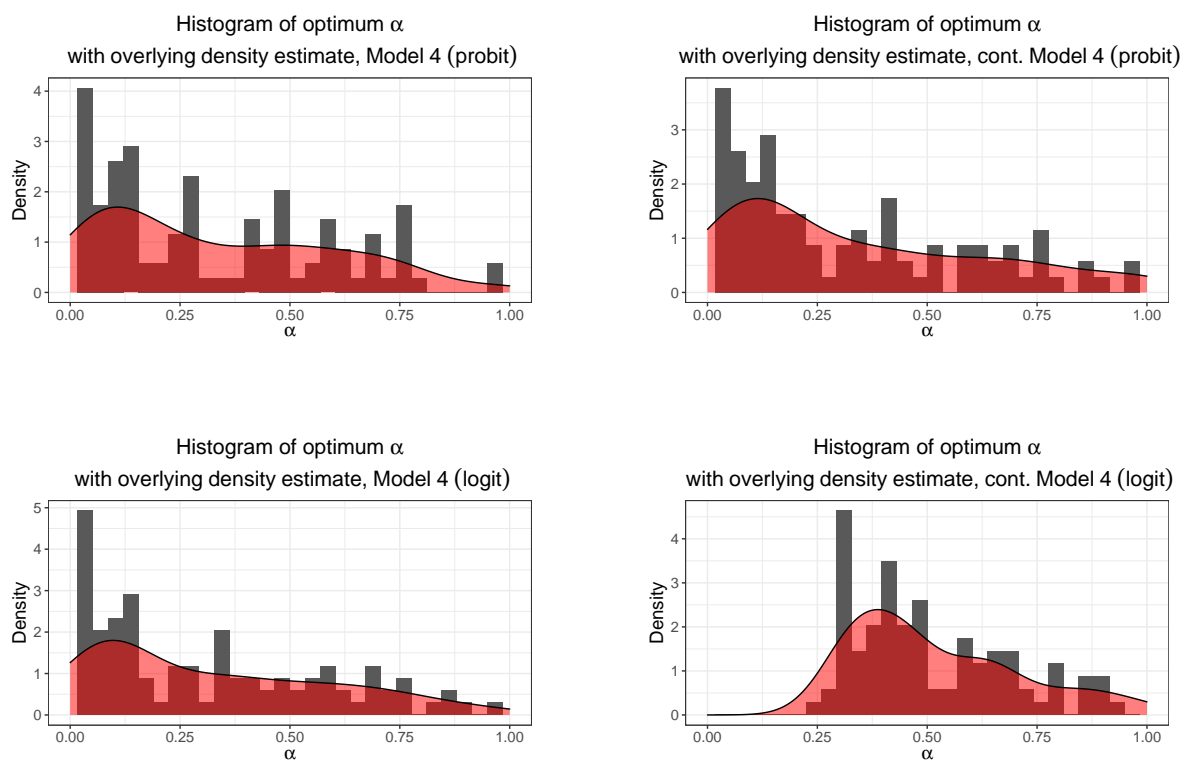 Histogram of optimum α
with overlying density estimate, Model 4 (probit)
4
3
2
1
0
Density
0.00 0.25 0.50 0.75 1.00
α
Histogram of optimum α
with overlying density estimate, cont. Model 4 (probit)
3
2
1
0
Density
0.00 0.25 0.50 0.75 1.00
α
Histogram of optimum α
with overlying density estimate, Model 4 (logit)
5
4
3
2
1
0
Density
0.00 0.25 0.50 0.75 1.00
α
Histogram of optimum α
with overlying density estimate, cont. Model 4 (logit)
4
3
2
1
0
Density
0.00 0.25 0.50 0.75 1.00
α